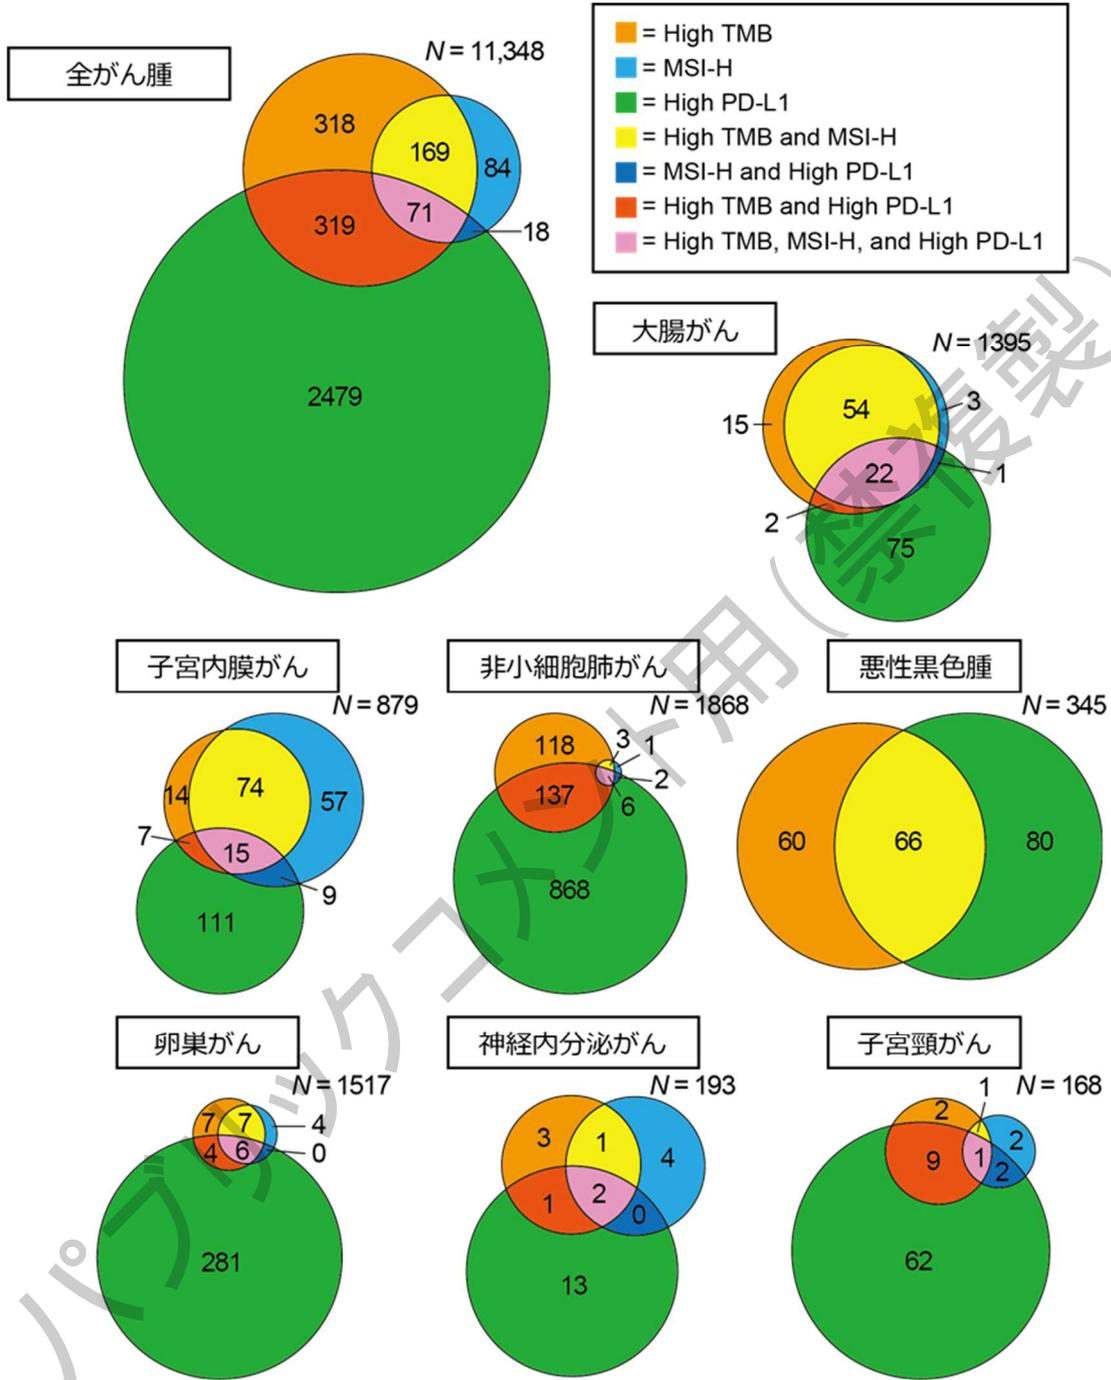 全がん腫
N = 11,348
318
169
84
319
71
18
2479
= High TMB
= MSI-H
= High PD-L1
= High TMB and MSI-H
= MSI-H and High PD-L1
= High TMB and High PD-L1
= High TMB, MSI-H, and High PD-L1
大腸がん
N = 1395
54
3
15
22
1
2
75
子宮内膜がん
N = 879
14
74
57
7
15
9
111
非小細胞肺がん
N = 1868
118
3
1
2
137
6
868
悪性黒色腫
N = 345
60
66
80
卵巣がん
N = 1517
7
7
4
4
6
0
281
神経内分泌がん
N = 193
3
1
4
1
2
0
13
子宮頸がん
N = 168
1
2
2
9
1
2
62
パブリックコメント用（禁複製）